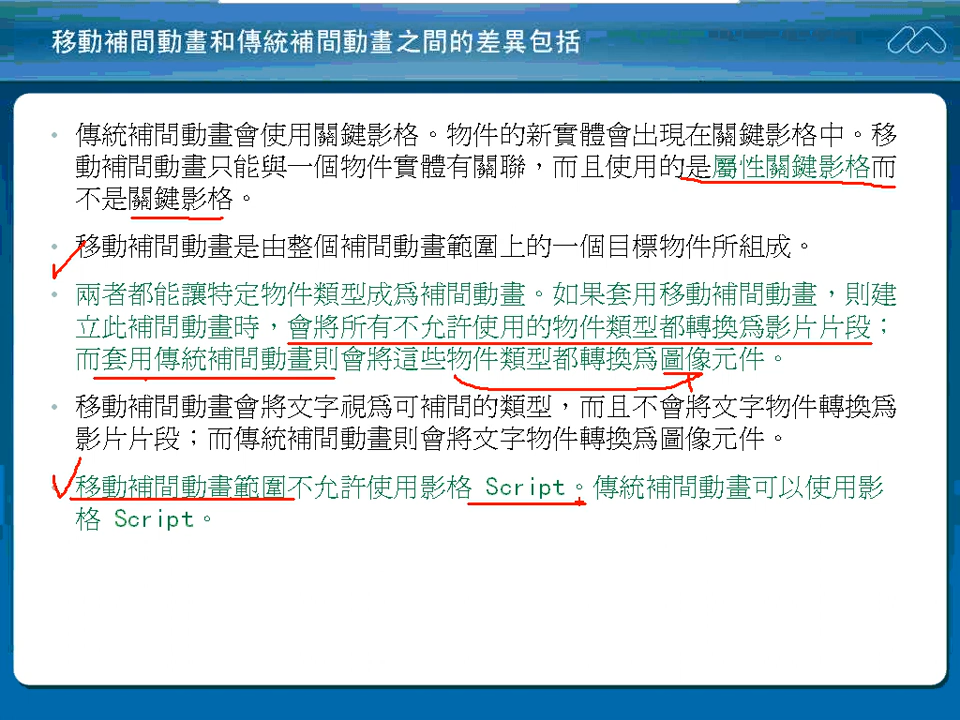 移動補間動畫和傳統補間動畫之間的差異包括
• 傳統補間動畫會使用關鍵影格。物件的新實體會出現在關鍵影格中。移
動補間動畫只能與一個物件實體有關聯，而且使用的是屬性關鍵影格而
不是關鍵影格。
• 移動補間動畫是由整個補間動畫範圍上的一個目標物件所組成。
• 兩者都能讓特定物件類型成為補間動畫。如果套用移動補間動畫，則建
立此補間動畫時，會將所有不允許使用的物件類型都轉換為影片片段；
而套用傳統補間動畫則會將這些物件類型都轉換為圖像元件。
• 移動補間動畫會將文字視為可補間的類型，而且不會將文字物件轉換為
影片片段；而傳統補間動畫則會將文字物件轉換為圖像元件。
• 移動補間動畫範圍不允許使用影格 Script。傳統補間動畫可以使用影
格 Script。